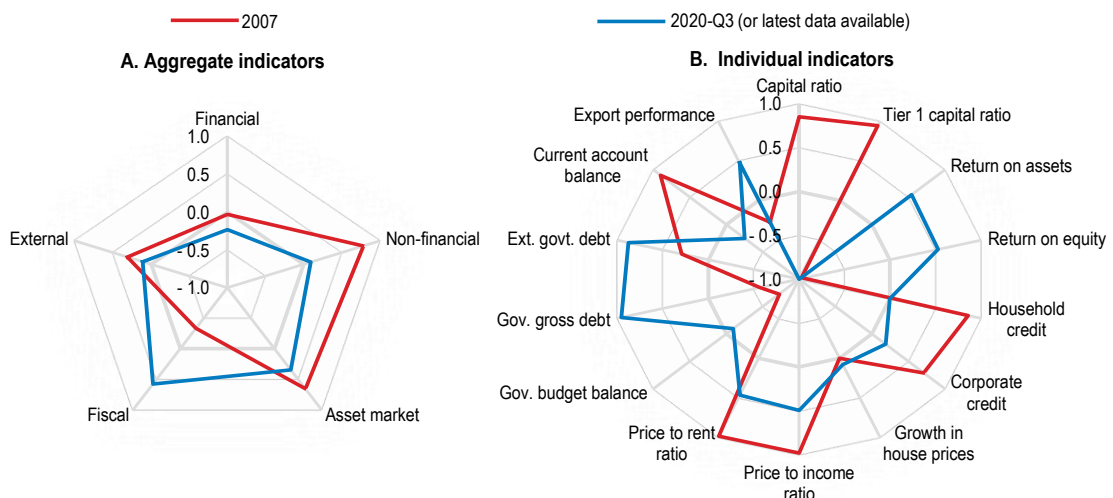 2007
2020-Q3 (or latest data available)
A. Aggregate indicators
Financial
1.0
0.5
0.0
- 0.5
- 1.0
External
Non-financial
Fiscal
Asset market
B. Individual indicators
Capital ratio
1.0
0.5
0.0
- 0.5
- 1.0
Export performance
Tier 1 capital ratio
Current account
balance
Return on assets
Ext. govt. debt
Return on equity
Gov. gross debt
Household
credit
Gov. budget balance
Corporate
credit
Price to rent
ratio
Growth in
house prices
Price to income
ratio